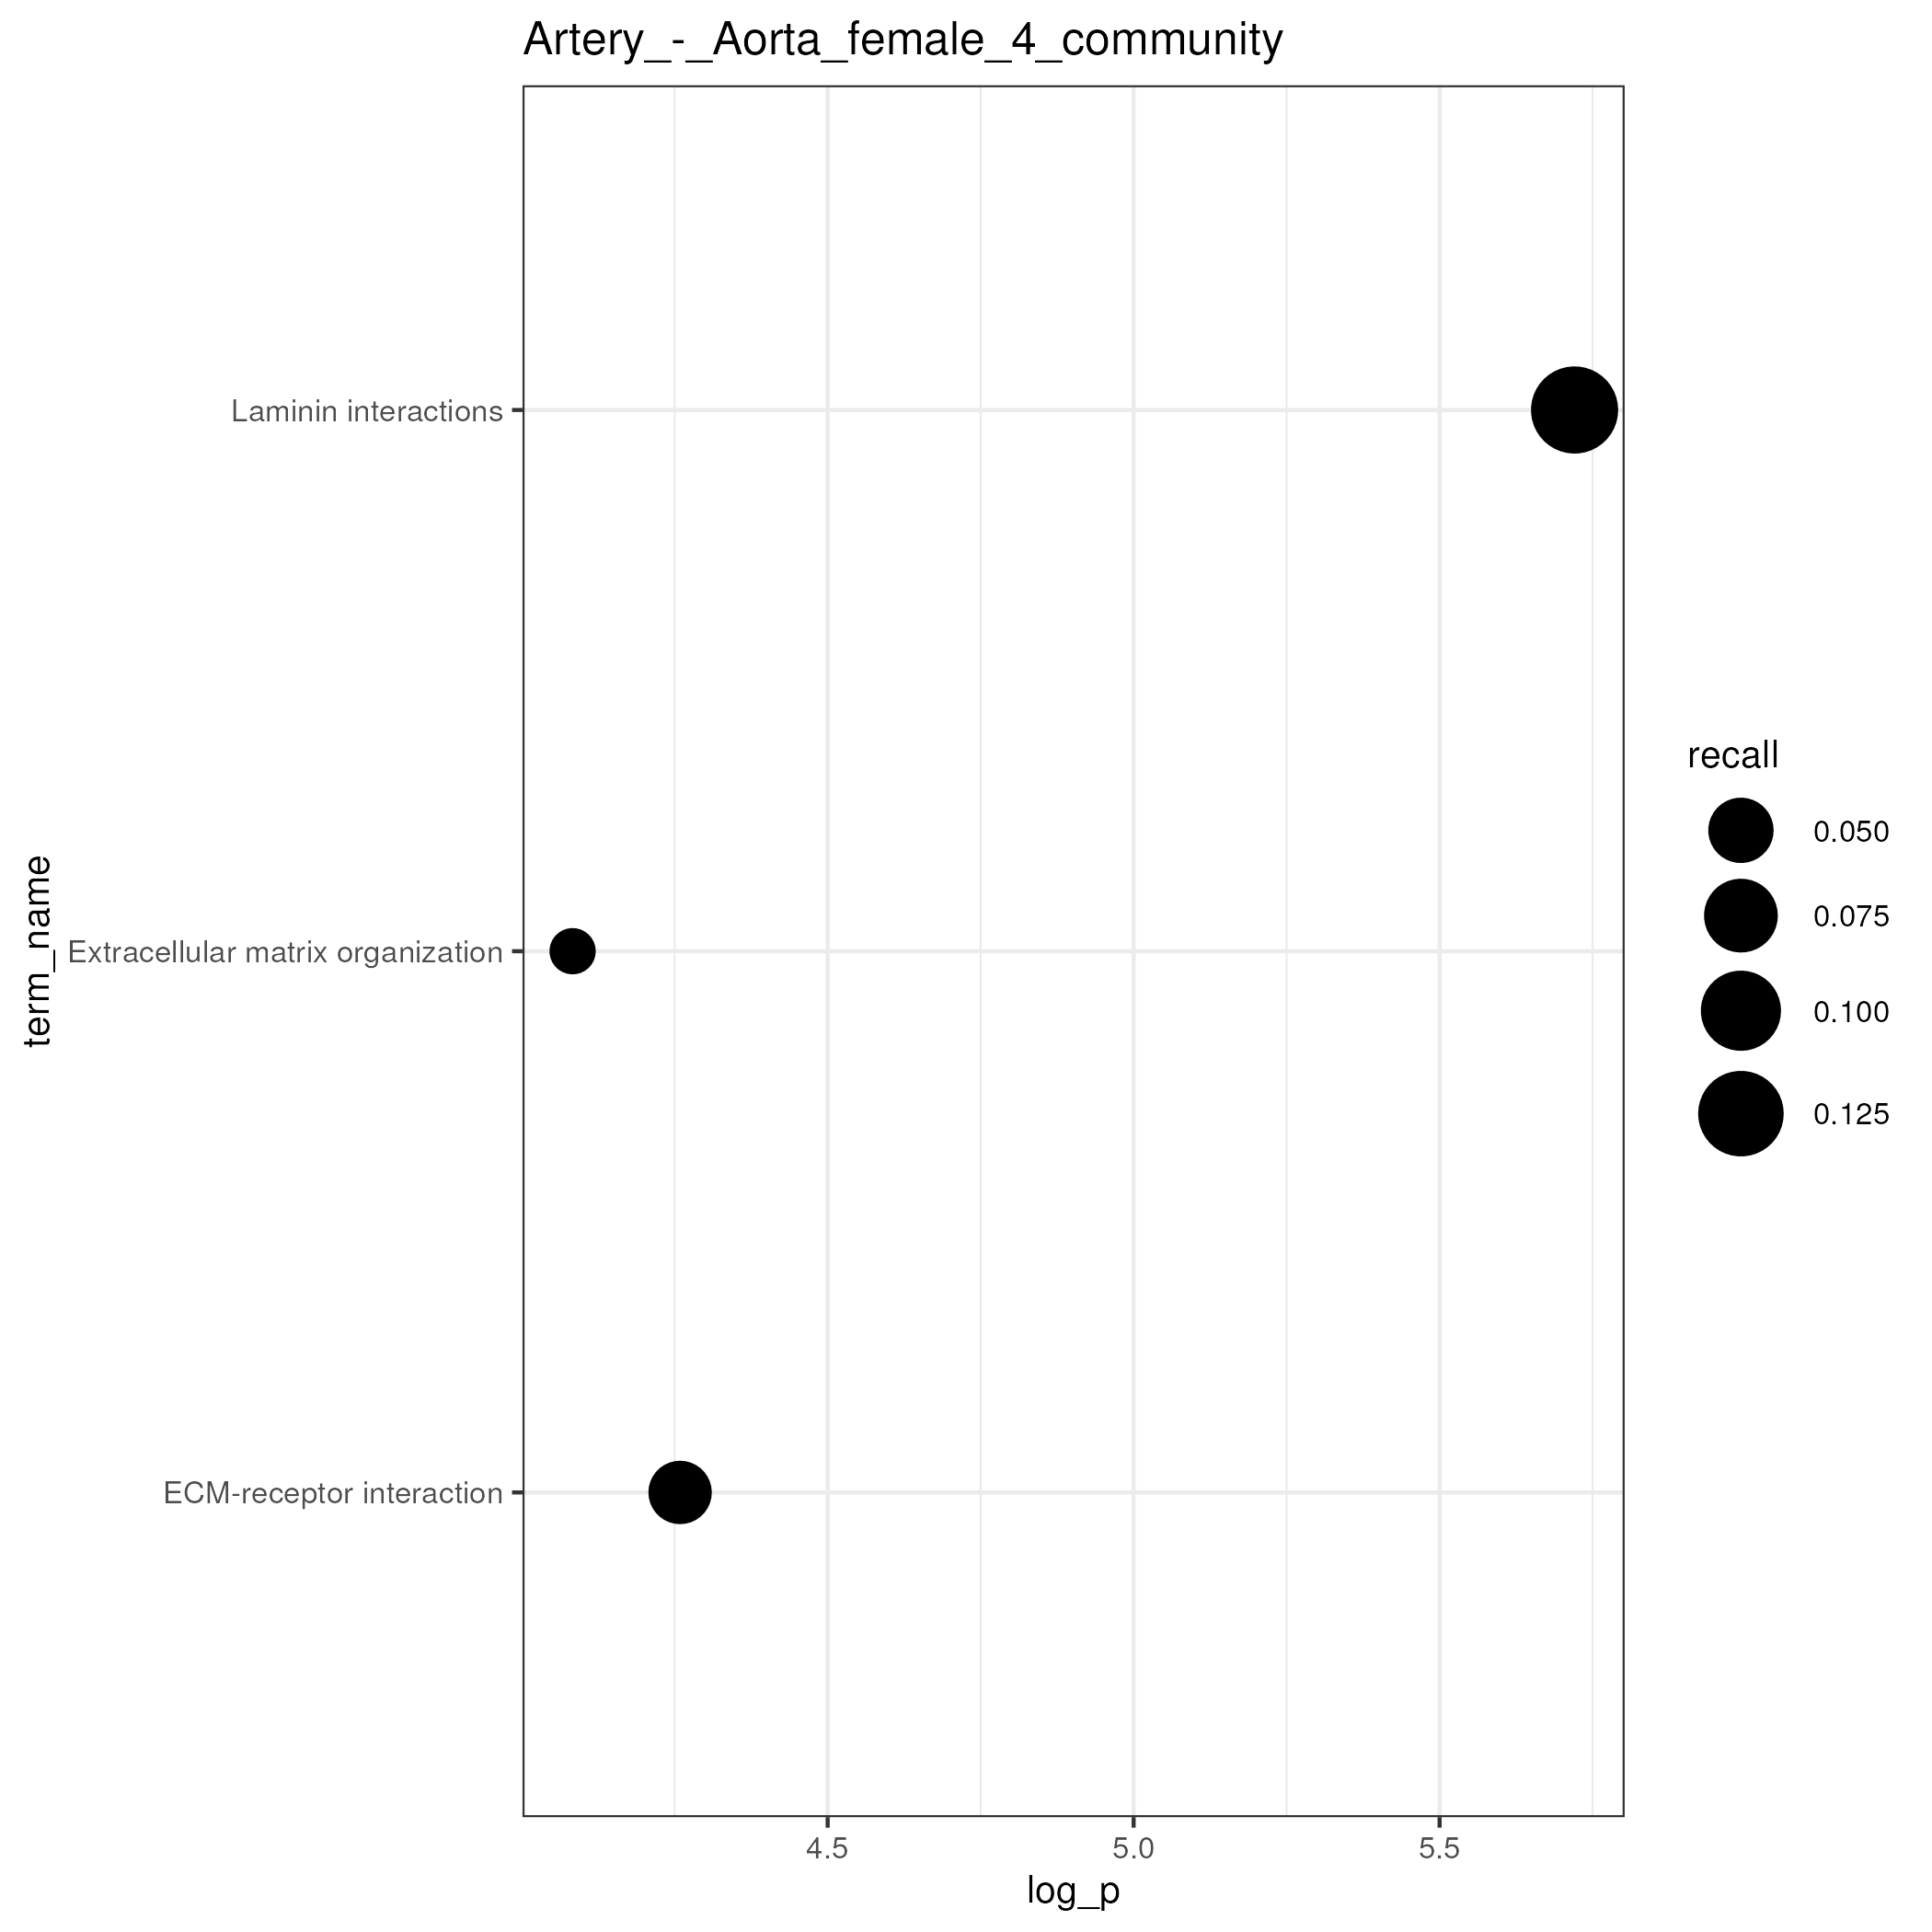 Artery_-_Aorta_female_4_community
term_name
Laminin interactions
Extracellular matrix organization
ECM-receptor interaction
4.5
5.0
5.5
log_p
recall
0.050
0.075
0.100
0.125